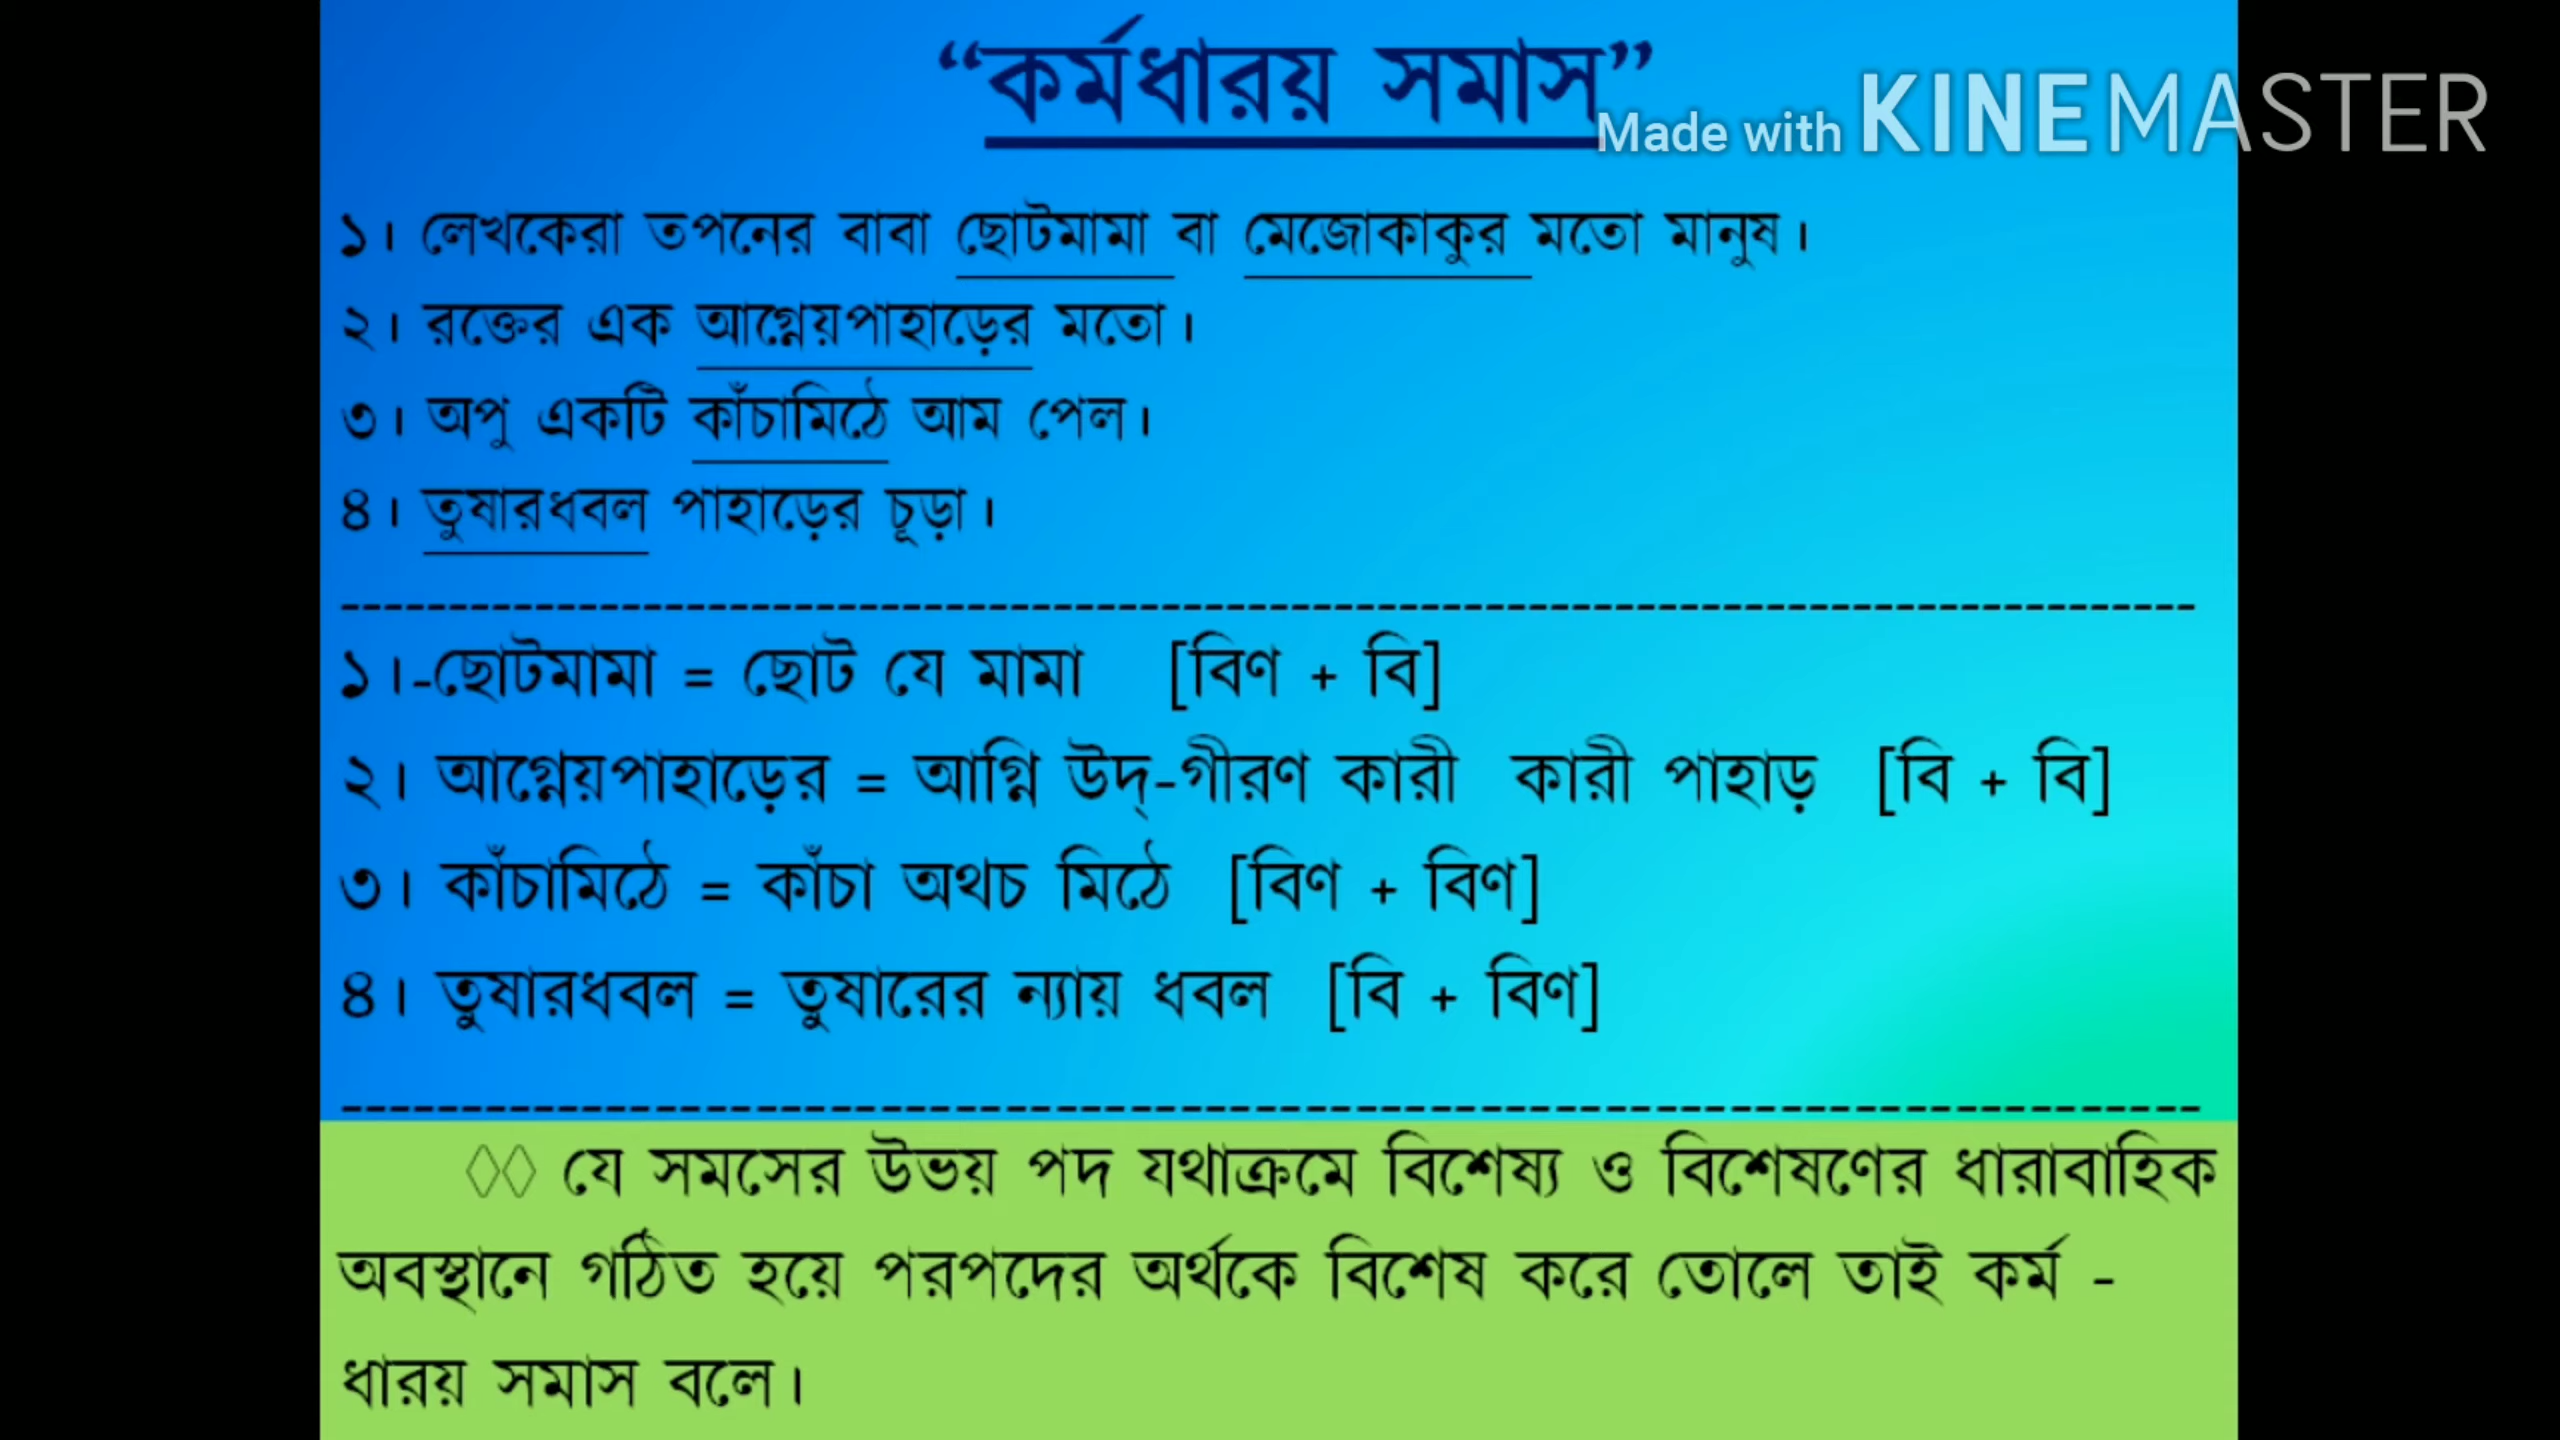 “কর্মধারয় সমাস”
Made with KINEMASTER
১। লেখকেরা তপনের বাবা ছোটমামা বা মেজোকাকুর মতো মানুষ।
২। রক্তের এক আগ্নেয়পাহাড়ের মতো।
৩। অপু একটি কাঁচামিঠে আম পেল।
৪। তুষারধবল পাহাড়ের চূড়া।
১।-ছোটমামা = ছোট যে মামা [বিণ + বি]
২। আগ্নেয়পাহাড়ের = আগ্নি উদ্‌-গীরণ কারী কারী পাহাড় [বি + বি]
৩। কাঁচামিঠে = কাঁচা অথচ মিঠে [বিণ + বিণ]
৪। তুষারধবল = তুষারের ন্যায় ধবল [বি + বিণ]
◊◊ যে সমসের উভয় পদ যথাক্রমে বিশেষ্য ও বিশেষণের ধারাবাহিক
অবস্থানে গঠিত হয়ে পরপদের অর্থকে বিশেষ করে তোলে তাই কর্ম -
ধারয় সমাস বলে।